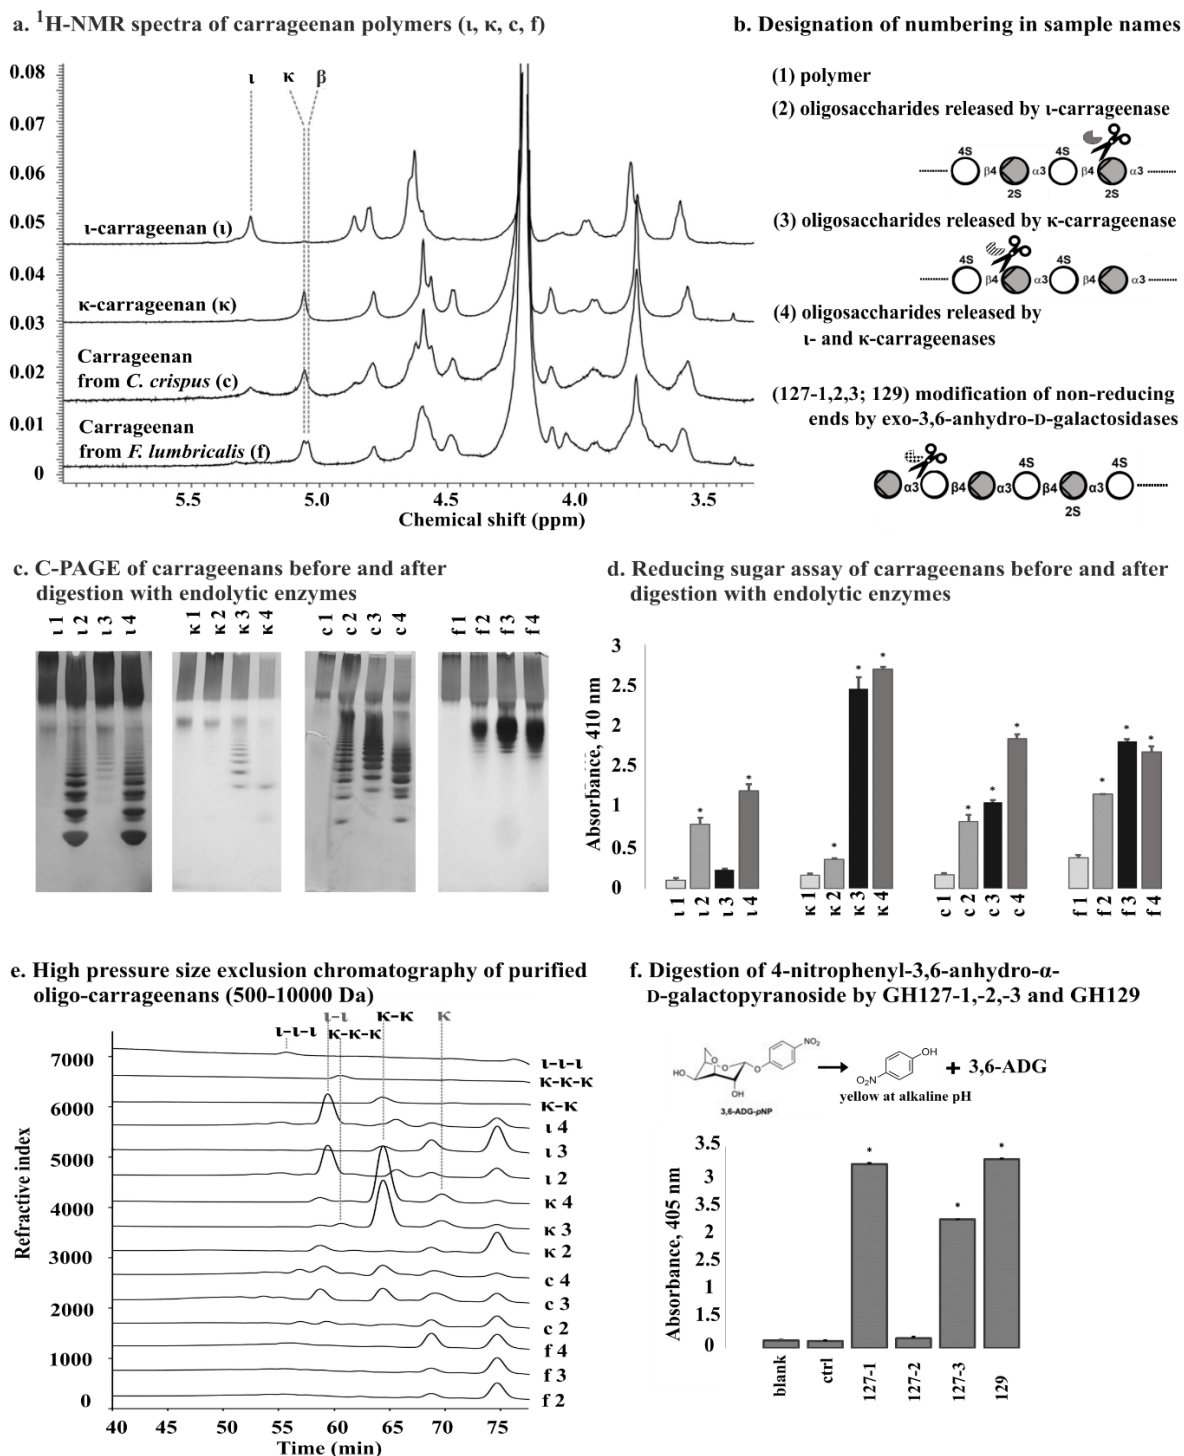 a. ¹H-NMR spectra of carrageenan polymers (ι, κ, c, f)
0.08
0.07
0.06
0.05
0.04
0.03
0.02
0.01
0
ι
κ
β
ι-carrageenan (ι)
κ-carrageenan (κ)
Carrageenan
from C. crispus (c)
Carrageenan
from F. lumbricalis (f)
5.5
5.0
4.5
4.0
3.5
Chemical shift (ppm)
b. Designation of numbering in sample names
(1) polymer
(2) oligosaccharides released by ι-carrageenase
4S 4S
β4 α3 β4 α3
2S 2S
(3) oligosaccharides released by κ-carrageenase
4S 4S
β4 α3 β4 α3
(4) oligosaccharides released by
ι- and κ-carrageenases
(127-1,2,3; 129) modification of non-reducing
ends by exo-3,6-anhydro-D-galactosidases
4S 4S
α3 β4 α3 β4 α3
2S
c. C-PAGE of carrageenans before and after
digestion with endolytic enzymes
ι 1
ι 2
ι 3
ι 4
κ 1
κ 2
κ 3
κ 4
c 1
c 2
c 3
c 4
f 1
f 2
f 3
f 4
d. Reducing sugar assay of carrageenans before and after
digestion with endolytic enzymes
Absorbance, 410 nm
3
2.5
2
2.5
1
0.5
0
*
*
*
*
*
*
*
*
*
*
*
ι 1
ι 2
ι 3
ι 4
κ 1
κ 2
κ 3
κ 4
c 1
c 2
c 3
c 4
f 1
f 2
f 3
f 4
e. High pressure size exclusion chromatography of purified
oligo-carrageenans (500-10000 Da)
ι-ι κ-κ κ
ι-ι-ι κ-κ-κ
Refractive index
7000
6000
5000
4000
3000
2000
1000
0
ι-ι-ι
κ-κ-κ
κ-κ
ι 4
ι 3
ι 2
κ 4
κ 3
κ 2
c 4
c 3
c 2
f 4
f 3
f 2
40 45 50 55 60 65 70 75
Time (min)
f. Digestion of 4-nitrophenyl-3,6-anhydro-α-
D-galactopyranoside by GH127-1,-2,-3 and GH129
NO₂
HO
O
O
O
OH
3,6-ADG-pNP
OH
O₂N
yellow at alkaline pH
+ 3,6-ADG
Absorbance, 405 nm
3.5
3
3.5
2
2.5
1
1.5
0
*
*
*
blank
ctrl
127-1
127-2
127-3
129